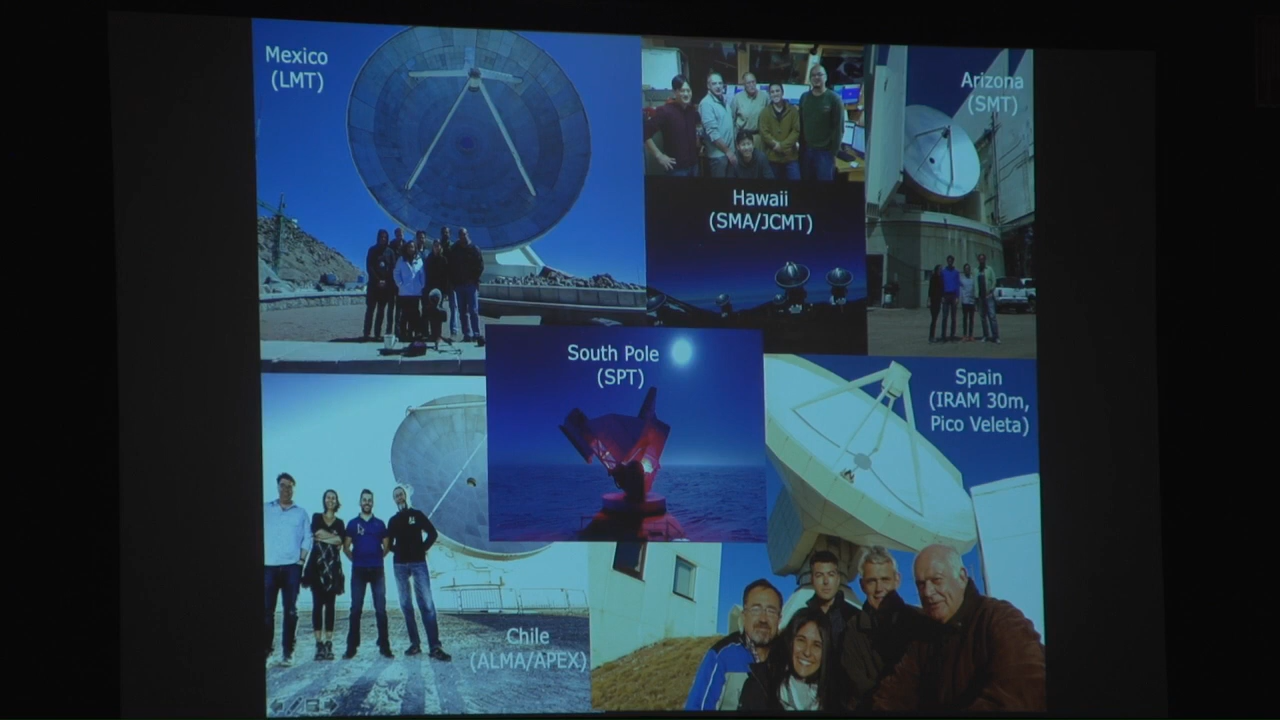 Mexico
(LMT)
Hawaii
(SMA/JCMT)
Arizona
(SMT)
South Pole
(SPT)
Spain
(IRAM 30m,
Pico Veleta)
Chile
(ALMA/APEX)